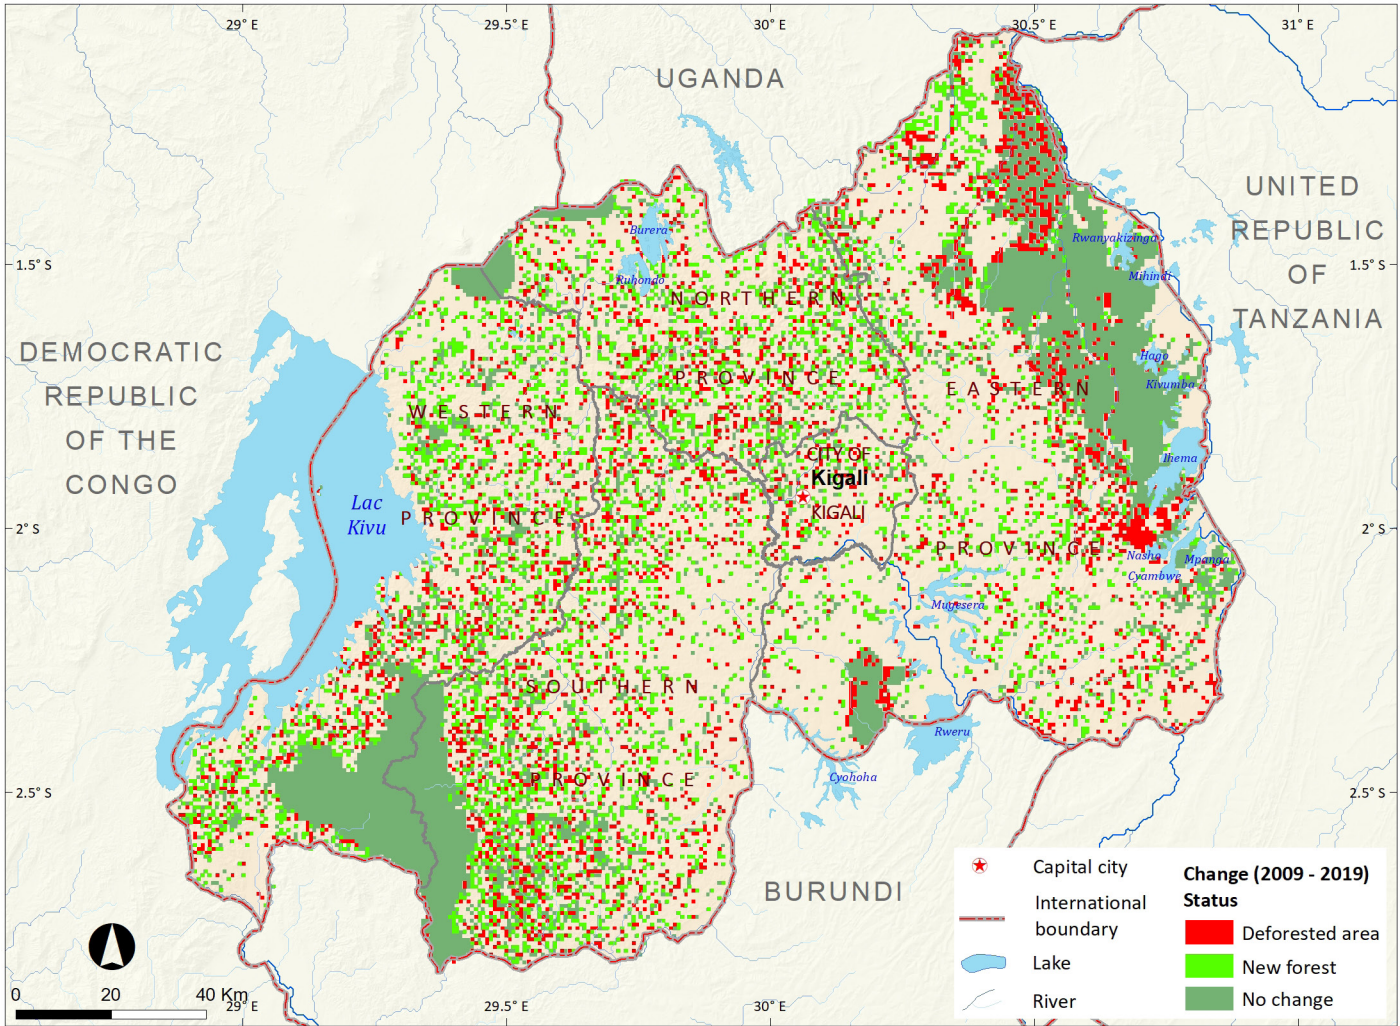 29° E
29.5° E
30° E
30.5° E
31° E
UGANDA
UNITED
REPUBLIC
OF
TANZANIA
Burera
Rwanyakizinga
1.5° S
1.5° S
Ruhondo
Mihindi
NORTHERN
DEMOCRATIC
REPUBLIC
OF THE
CONGO
Hago
PROVINCE
EASTERN
Kivumba
WESTERN
CITY OF
Kigali
Ihema
KIGALI
Lac
Kivu
PROVINCE
2° S
2° S
PROVINCE
Nasho
Mpanga
Cyambwe
Mugesera
SOUTHERN
Rweru
PROVINCE
Cyohoha
2.5° S
2.5° S
BURUNDI
Capital city
International
boundary
Lake
River
Change (2009 - 2019)
Status
Deforested area
New forest
No change
0 20 40 Km
29° E
29.5° E
30° E